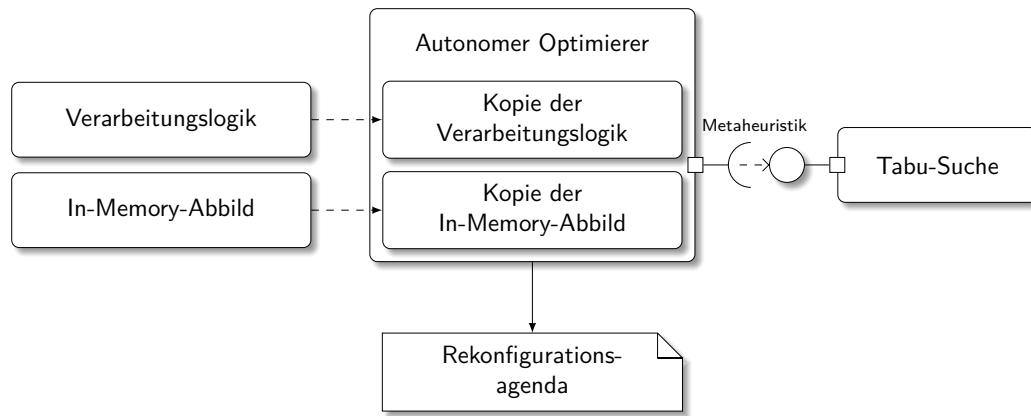 Autonomer Optimierer
Verarbeitungslogik
Kopie der
Verarbeitungslogik
Metaheuristik
Tabu-Suche
In-Memory-Abbild
Kopie der
In-Memory-Abbild
Rekonfigurations-
agenda